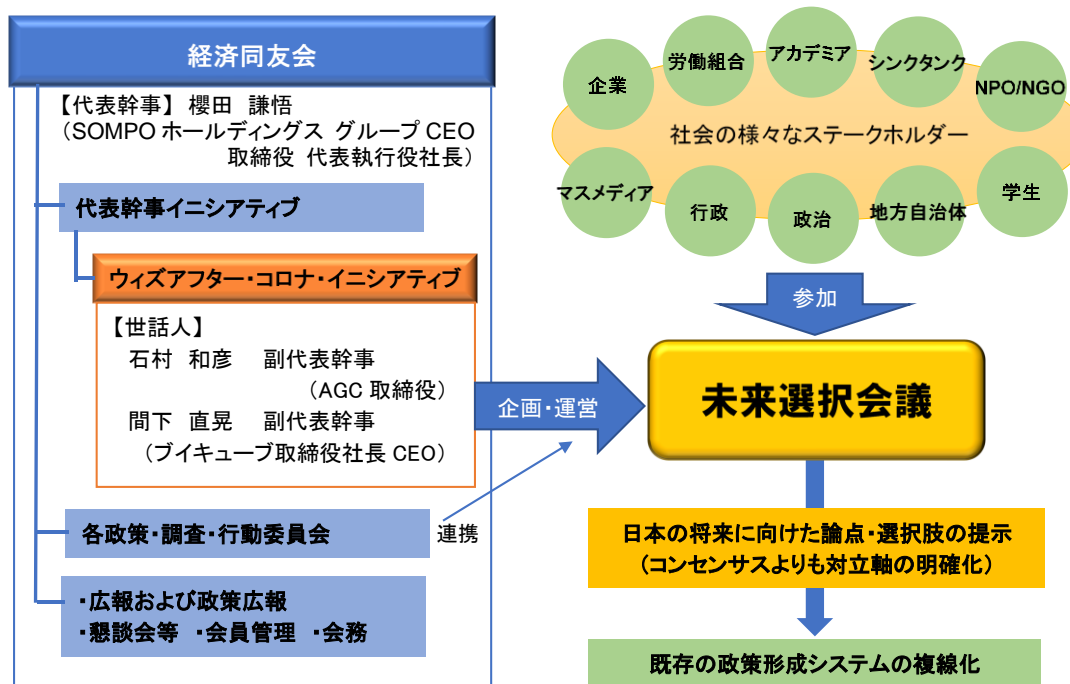 経済同友会
【代表幹事】 櫻田 謙悟
（SOMPO ホールディングス グループ CEO
取締役 代表執行役社長）
代表幹事イニシアティブ
ウィズアフター・コロナ・イニシアティブ
【世話人】
石村 和彦 副代表幹事
（AGC 取締役）
間下 直晃 副代表幹事
（ブイキューブ取締役社長 CEO）
各政策・調査・行動委員会
・広報および政策広報
・懇談会等 ・会員管理 ・会務
企画・運営
連携
企業
労働組合
アカデミア
シンクタンク
NPO/NGO
社会の様々なステークホルダー
マスメディア
行政
政治
地方自治体
学生
参加
未来選択会議
日本の将来に向けた論点・選択肢の提示
（コンセンサスよりも対立軸の明確化）
既存の政策形成システムの複線化